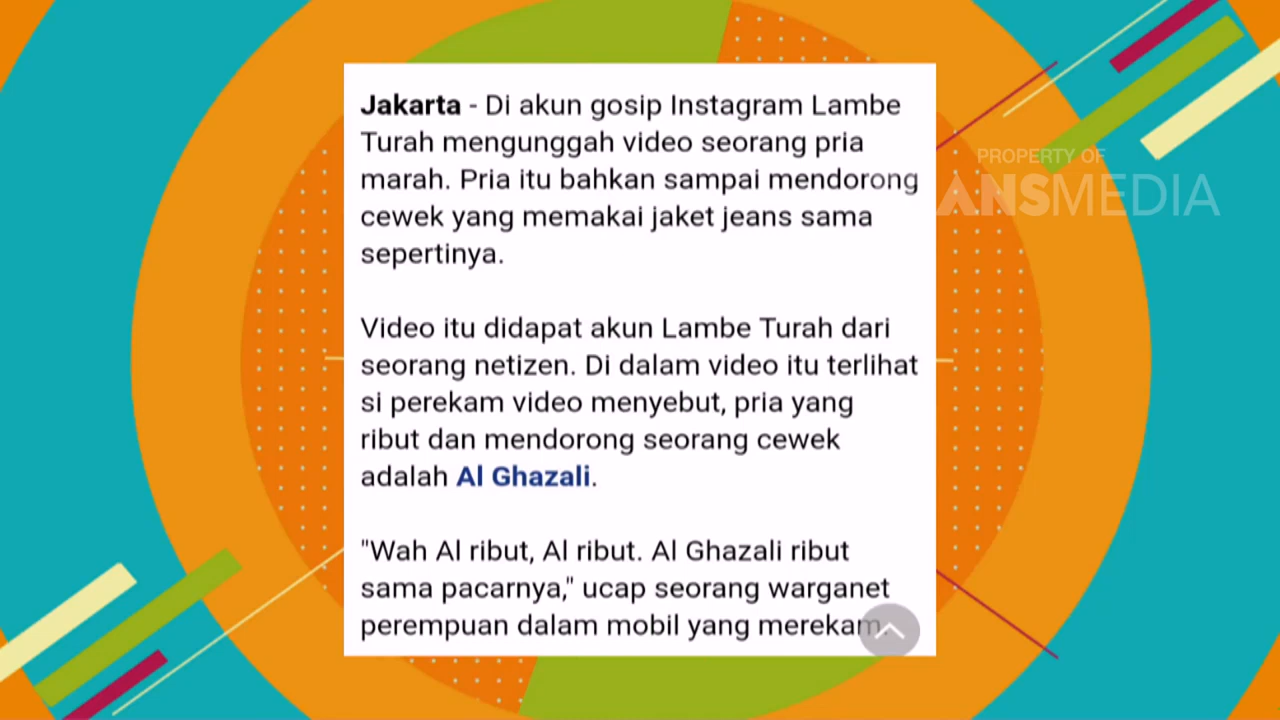 Jakarta - Di akun gosip Instagram Lambe
Turah mengunggah video seorang pria
marah. Pria itu bahkan sampai mendorong
cewek yang memakai jaket jeans sama
sepertinya.
Video itu didapat akun Lambe Turah dari
seorang netizen. Di dalam video itu terlihat
si perekam video menyebut, pria yang
ribut dan mendorong seorang cewek
adalah Al Ghazali.
"Wah Al ribut, Al ribut. Al Ghazali ribut
sama pacarnya," ucap seorang warganet
perempuan dalam mobil yang merekam.
PROPERTY OF
ANSMEDIA